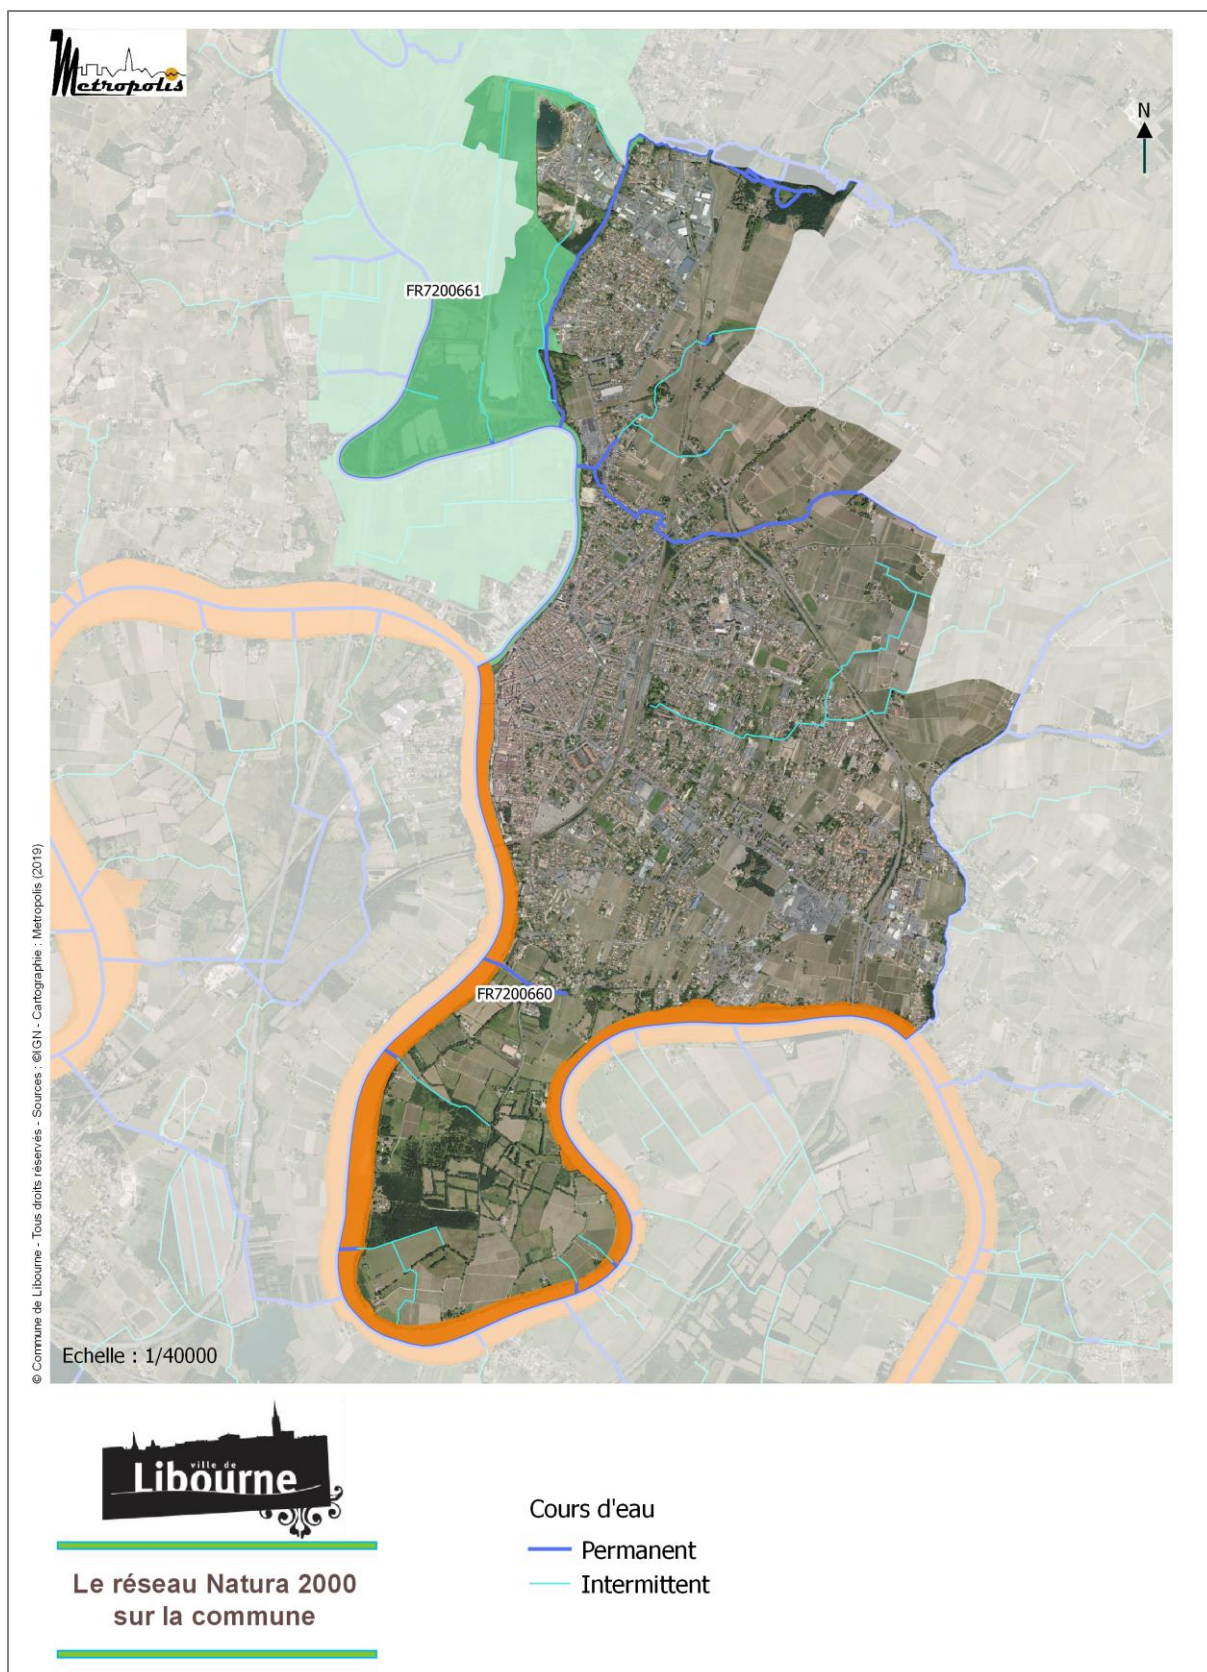 Metropolis
N
FR7200661
FR7200660
© Commune de Libourne - Tous droits réservés - Sources : ©IGN - Cartographie : Metropolis (2019)
Echelle : 1/40000
ville de
Libourne
Le réseau Natura 2000
sur la commune
Cours d'eau
Permanent
Intermittent